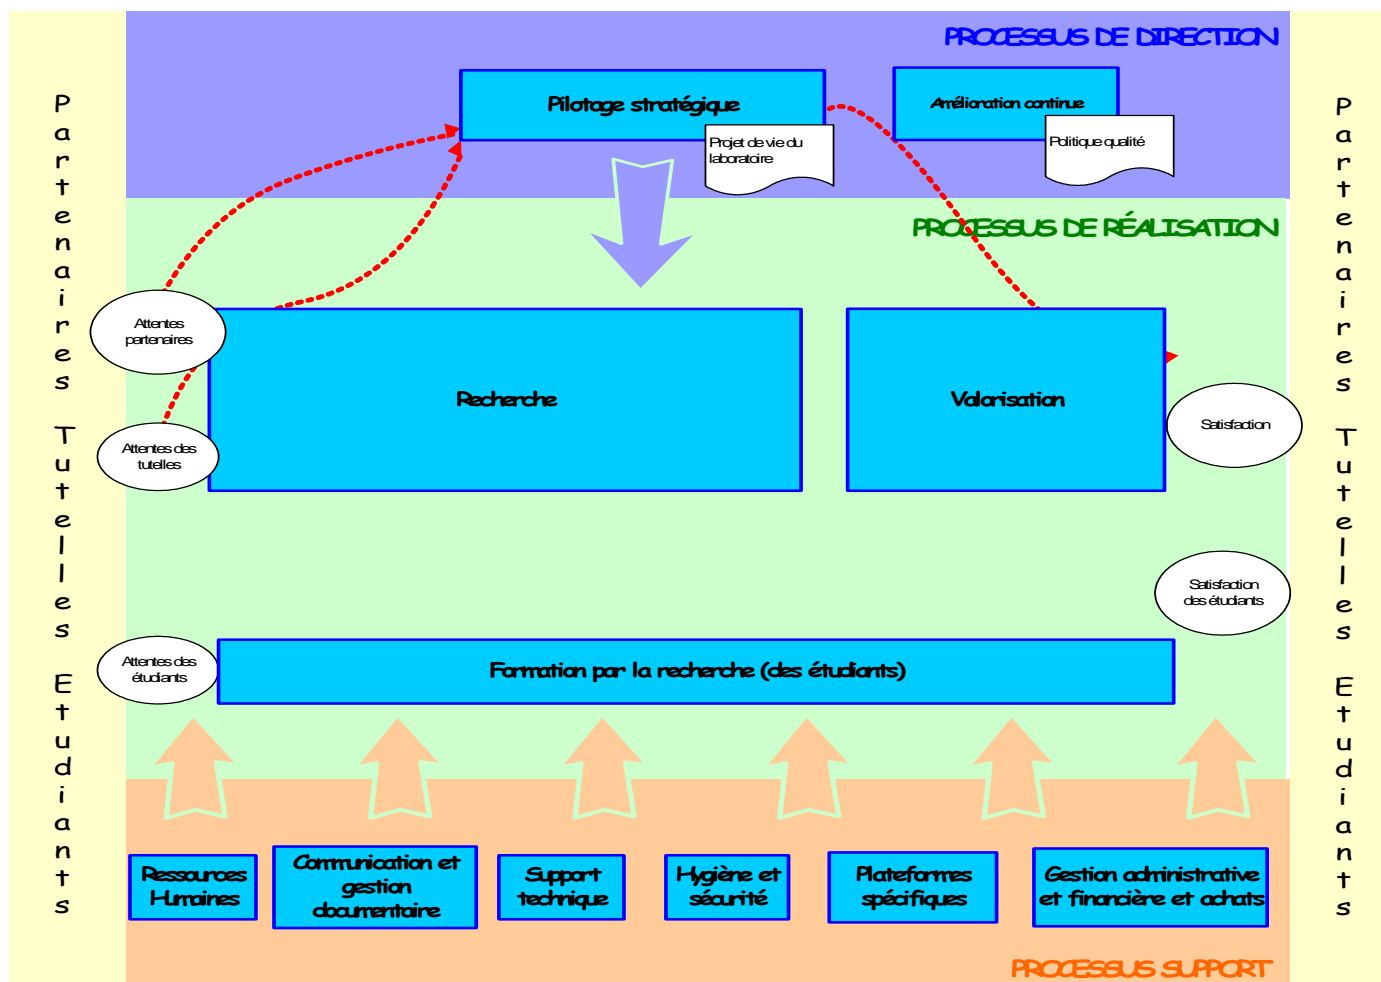 PROCESSUS DE DIRECTION
Pilotage stratégique
Amélioration continue
Projet de vie du
laboratoire
Politique qualité
PROCESSUS DE RÉALISATION
Partenaires
Tutelles
Etudiants
Attentes
partenaires
Recherche
Valorisation
Attentes des
tutelles
Satisfaction
Satisfaction
des étudiants
Attentes des
étudiants
Formation par la recherche (des étudiants)
Partenaires
Tutelles
Etudiants
Ressources
Humaines
Communication et
gestion
documentaire
Support
technique
Hygiène et
sécurité
Plateformes
spécifiques
Gestion administrative
et financière et achats
PROCESSUS SUPPORT